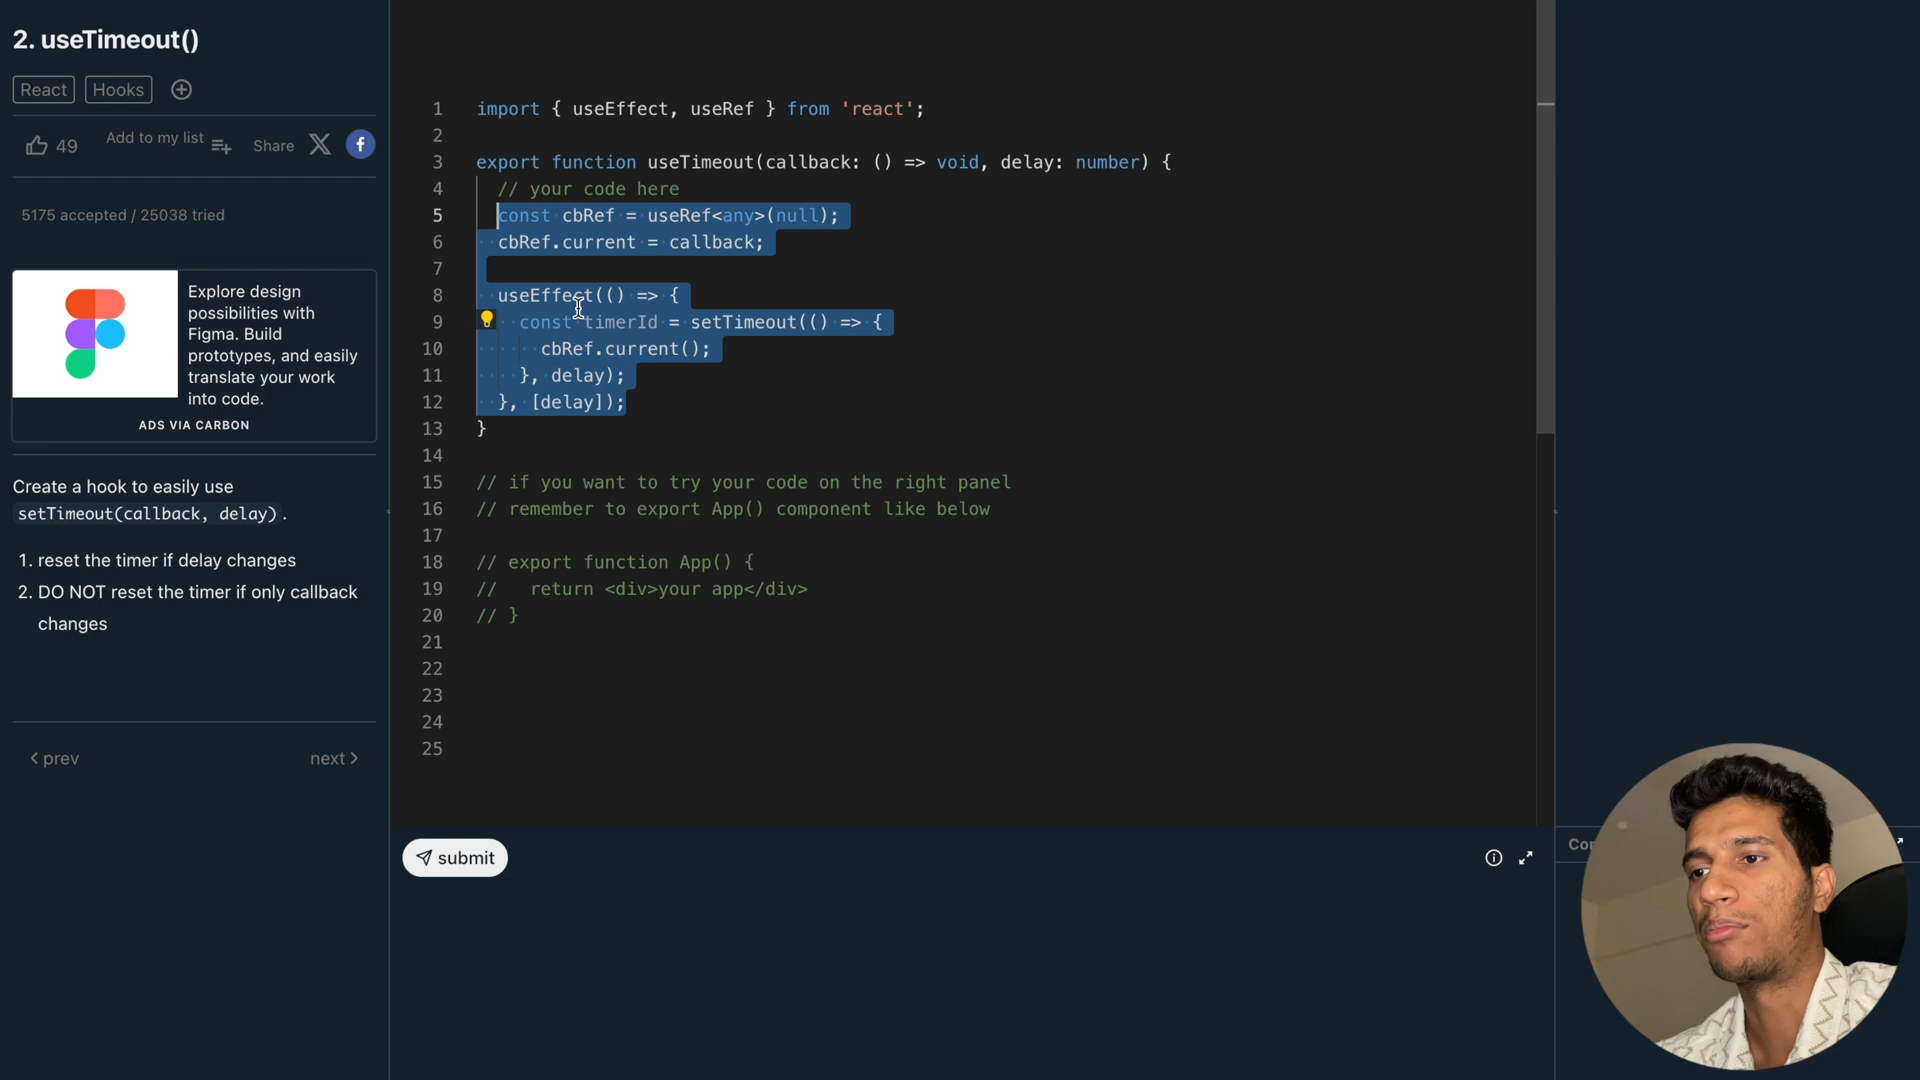 2. useTimeout()
React
Hooks
49
Add to my list
Share
5175 accepted / 25038 tried
Explore design
possibilities with
Figma. Build
prototypes, and easily
translate your work
into code.
ADS VIA CARBON
Create a hook to easily use
setTimeout(callback, delay).
1. reset the timer if delay changes
2. DO NOT reset the timer if only callback
changes
prev
next
1 import { useEffect, useRef } from 'react';
2
3 export function useTimeout(callback: () => void, delay: number) {
4 // your code here
5 const cbRef = useRef<any>(null);
6 cbRef.current = callback;
7
8 useEffect(() => {
9 const timerId = setTimeout(() => {
10 cbRef.current();
11 }, delay);
12 }, [delay]);
13 }
14
15 // if you want to try your code on the right panel
16 // remember to export App() component like below
17
18 // export function App() {
19 //   return <div>your app</div>
20 // }
21
22
23
24
25
submit